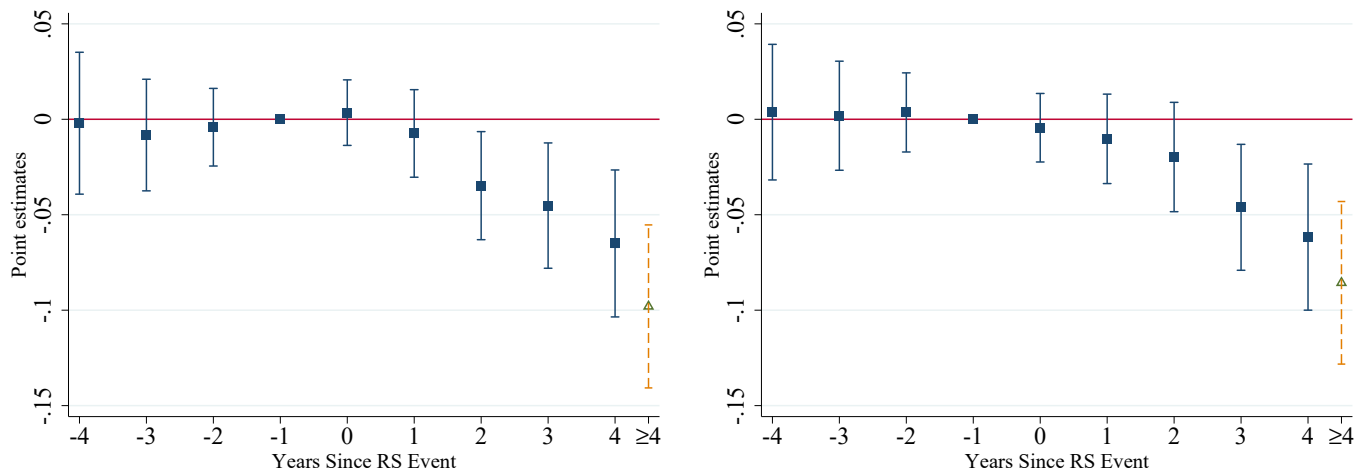 Point estimates
.05
0
-.05
-.1
-.15
-4 -3 -2 -1 0 1 2 3 4 ≥4
Years Since RS Event
Point estimates
.05
0
-.05
-.1
-.15
-4 -3 -2 -1 0 1 2 3 4 ≥4
Years Since RS Event